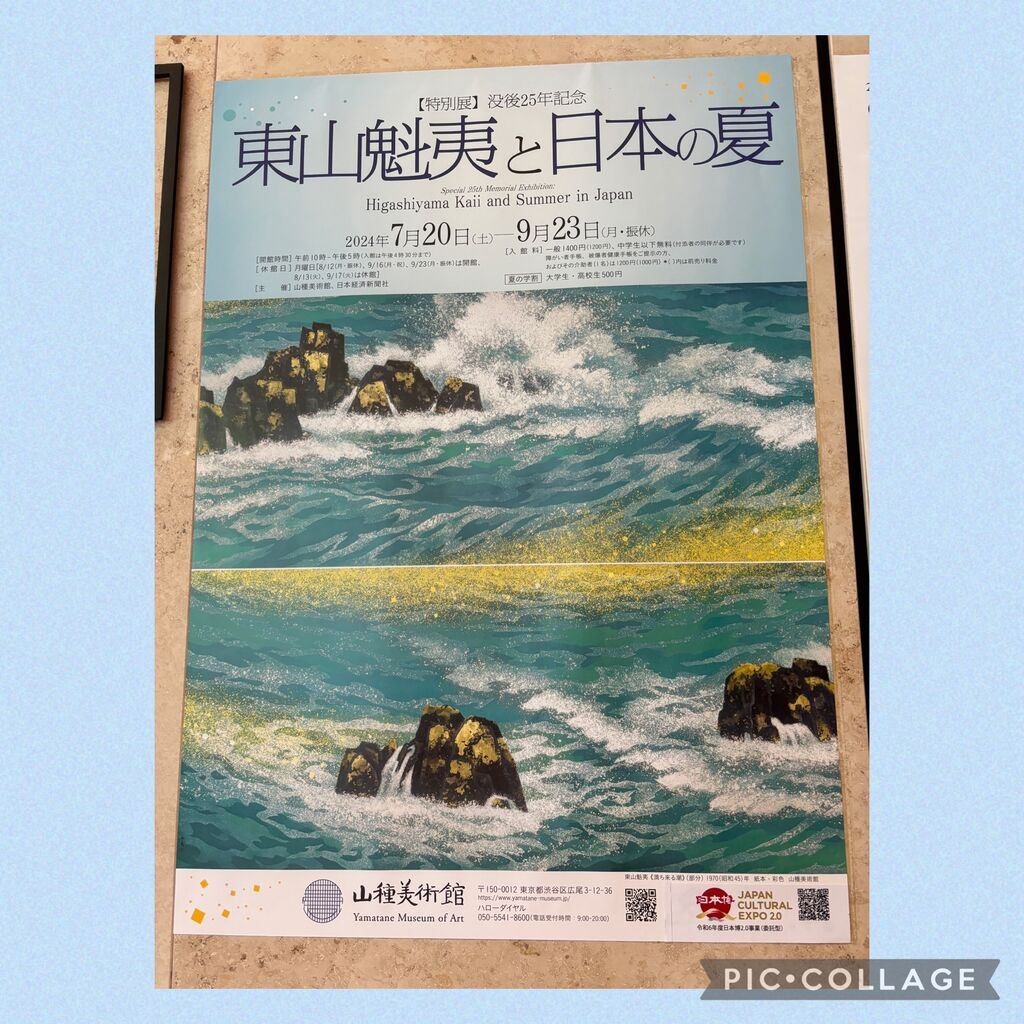 【特別展】没後25年記念
東山魁夷と日本の夏
Special 25th Memorial Exhibition:
Higashiyama Kaii and Summer in Japan
2024年7月20日(土)―9月23日(月・振休)
[開館時間] 午前10時-午後5時(入館は午後4時30分まで)
[休館日] 月曜日[8/12(月・振休)、9/16(月・祝)、9/23(月・振休)は開館、
8/13(火)、9/17(火)は休館]
[主 催] 山種美術館、日本経済新聞社
[入館料] 一般1400円(1200円)、中学生以下無料(付添者の同伴が必要です)
障がい者手帳、被爆者健康手帳をご提示の方、
およびその介助者(1名)は1200円(1000円) *( )内は前売り料金
夏の学割 大学生・高校生500円
東山魁夷《満ち来る潮》(部分) 1970(昭和45)年 紙本・彩色 山種美術館
山種美術館
Yamatane Museum of Art
〒150-0012 東京都渋谷区広尾3-12-36
https://www.yamatane-museum.jp/
ハローダイヤル
050-5541-8600(電話受付時間:9:00-20:00)
日本博
JAPAN
CULTURAL
EXPO 2.0
令和6年度日本博2.0事業(委託型)
PIC•COLLAGE